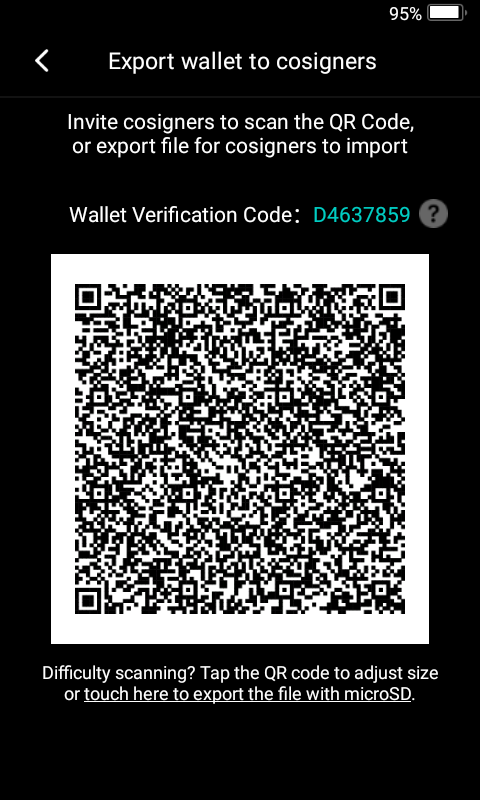 95%
Export wallet to cosigners
Invite cosigners to scan the QR Code,
or export file for cosigners to import
Wallet Verification Code: D4637859 ?
Difficulty scanning? Tap the QR code to adjust size
or touch here to export the file with microSD.